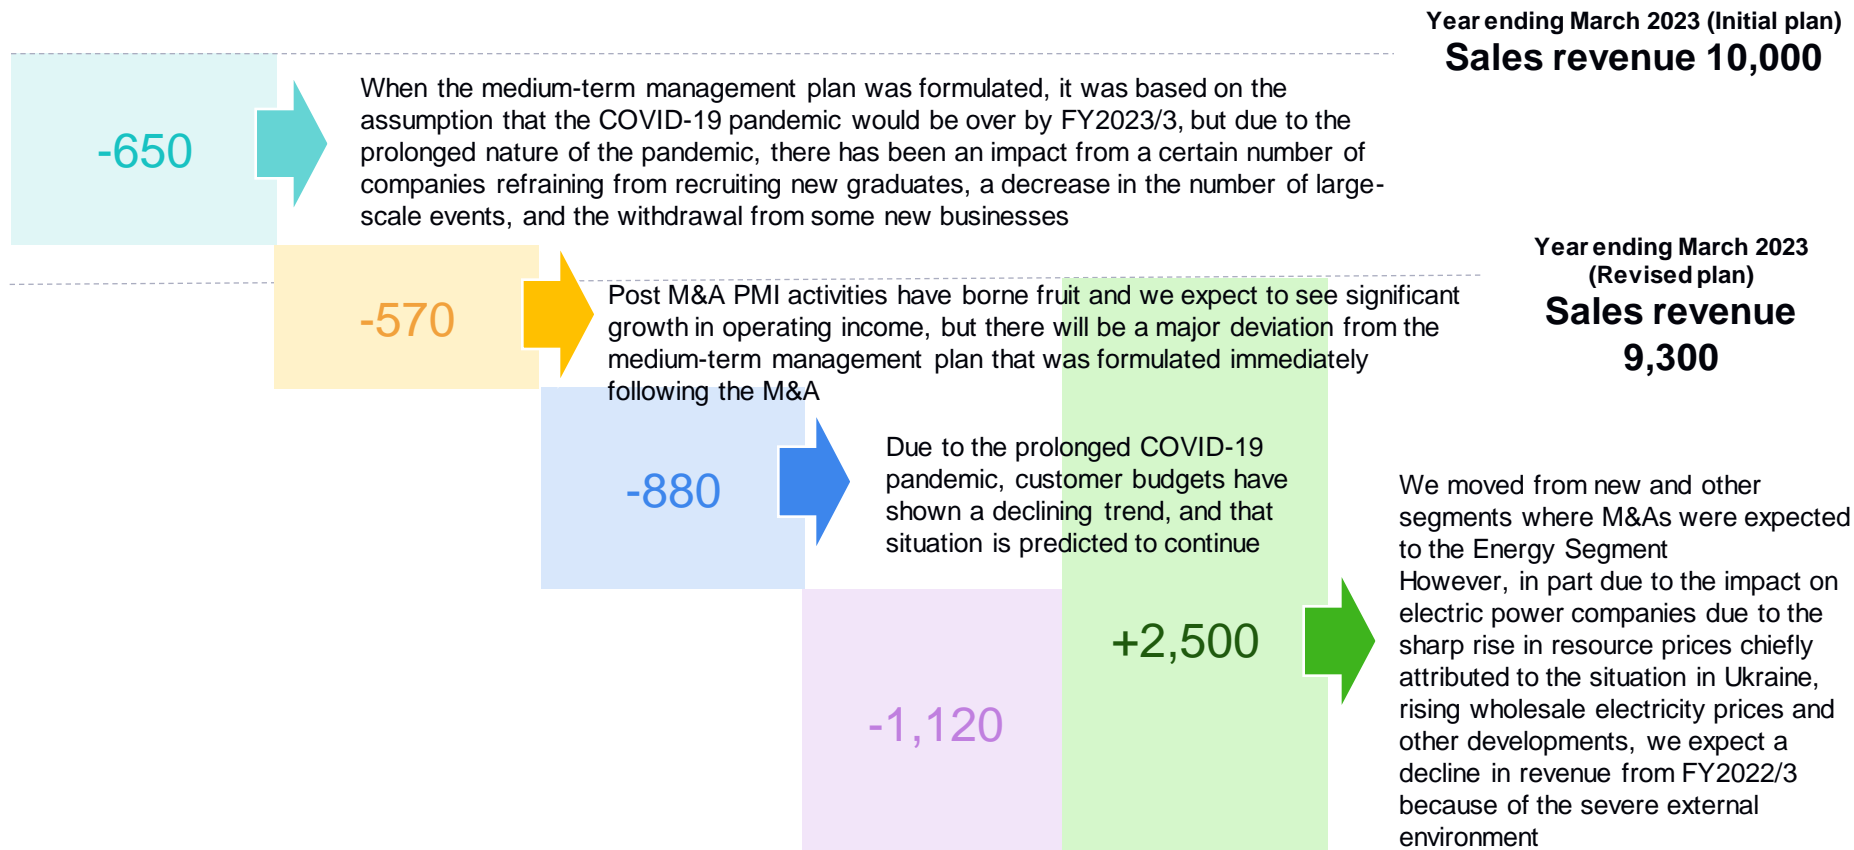 Year ending March 2023 (Initial plan)
Sales revenue 10,000
-650
When the medium-term management plan was formulated, it was based on the
assumption that the COVID-19 pandemic would be over by FY2023/3, but due to the
prolonged nature of the pandemic, there has been an impact from a certain number of
companies refraining from recruiting new graduates, a decrease in the number of large-
scale events, and the withdrawal from some new businesses
Year ending March 2023
(Revised plan)
Sales revenue
9,300
-570
Post M&A PMI activities have borne fruit and we expect to see significant
growth in operating income, but there will be a major deviation from the
medium-term management plan that was formulated immediately
following the M&A
-880
Due to the prolonged COVID-19
pandemic, customer budgets have
shown a declining trend, and that
situation is predicted to continue
-1,120
+2,500
We moved from new and other
segments where M&As were expected
to the Energy Segment
However, in part due to the impact on
electric power companies due to the
sharp rise in resource prices chiefly
attributed to the situation in Ukraine,
rising wholesale electricity prices and
other developments, we expect a
decline in revenue from FY2022/3
because of the severe external
environment